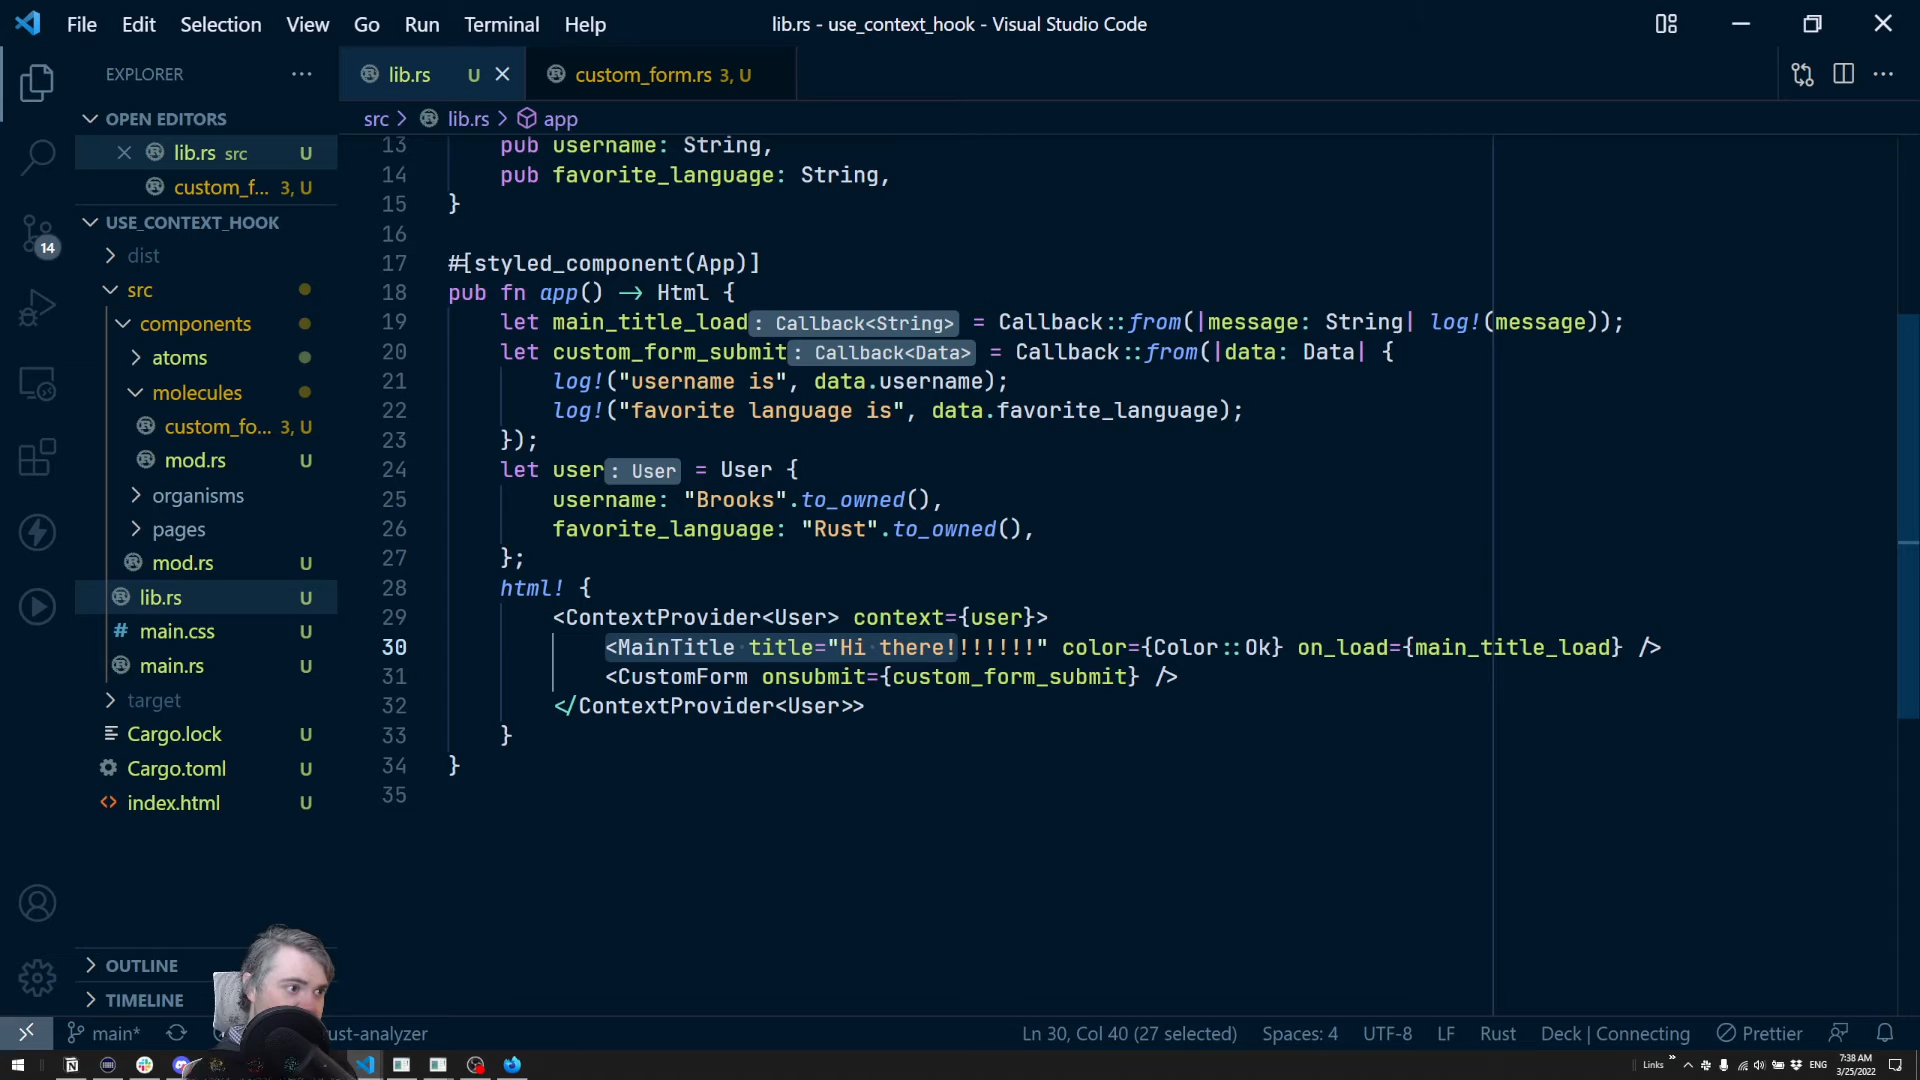 File Edit Selection View Go Run Terminal Help
lib.rs - use_context_hook - Visual Studio Code
EXPLORER
OPEN EDITORS
lib.rs src U
custom_f... 3, U
USE_CONTEXT_HOOK
dist
src
components
atoms
molecules
custom_fo... 3, U
mod.rs U
organisms
pages
mod.rs U
lib.rs U
main.css U
main.rs U
target
Cargo.lock U
Cargo.toml U
index.html U
OUTLINE
TIMELINE
14
lib.rs U
custom_form.rs 3, U
src > lib.rs > app
13 pub username: String,
14 pub favorite_language: String,
15 }
16
17 #[styled_component(App)]
18 pub fn app() -> Html {
19 let main_title_load: Callback<String> = Callback::from(|message: String| log!(message));
20 let custom_form_submit: Callback<Data> = Callback::from(|data: Data| {
21 log!("username is", data.username);
22 log!("favorite language is", data.favorite_language);
23 });
24 let user: User = User {
25 username: "Brooks".to_owned(),
26 favorite_language: "Rust".to_owned(),
27 };
28 html! {
29 <ContextProvider<User> context={user}>
30 <MainTitle title="Hi there!!!!!!!" color={Color::Ok} on_load={main_title_load} />
31 <CustomForm onsubmit={custom_form_submit} />
32 </ContextProvider<User>>
33 }
34 }
35
main* ust-analyzer
Ln 30, Col 40 (27 selected) Spaces: 4 UTF-8 LF Rust Deck | Connecting Prettier
Links ENG 7:38 AM
3/25/2022